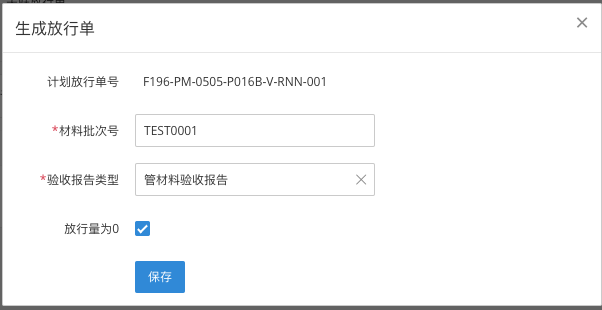 生成放行单
计划放行单号 F196-PM-0505-P016B-V-RNN-001
*材料批次号 TEST0001
*验收报告类型 管材料验收报告
放行量为0
保存